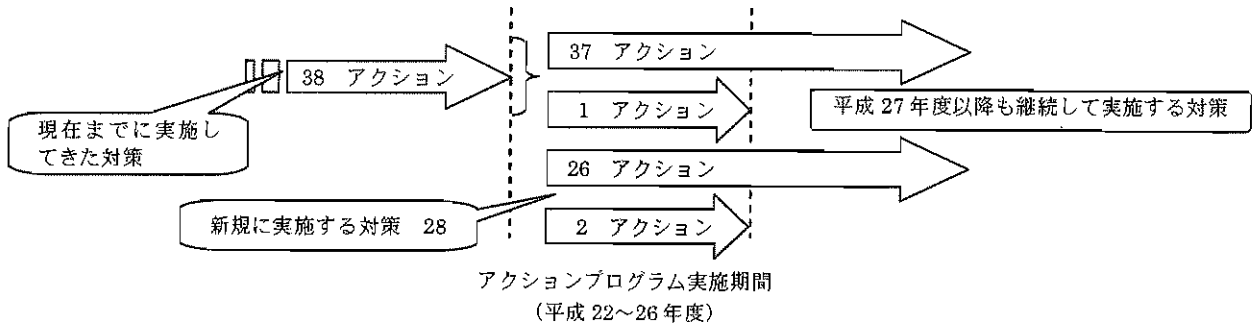 37 アクション
38 アクション
1 アクション
平成 27 年度以降も継続して実施する対策
現在までに実施し
てきた対策
26 アクション
新規に実施する対策 28
2 アクション
アクションプログラム実施期間
(平成 22～26 年度)